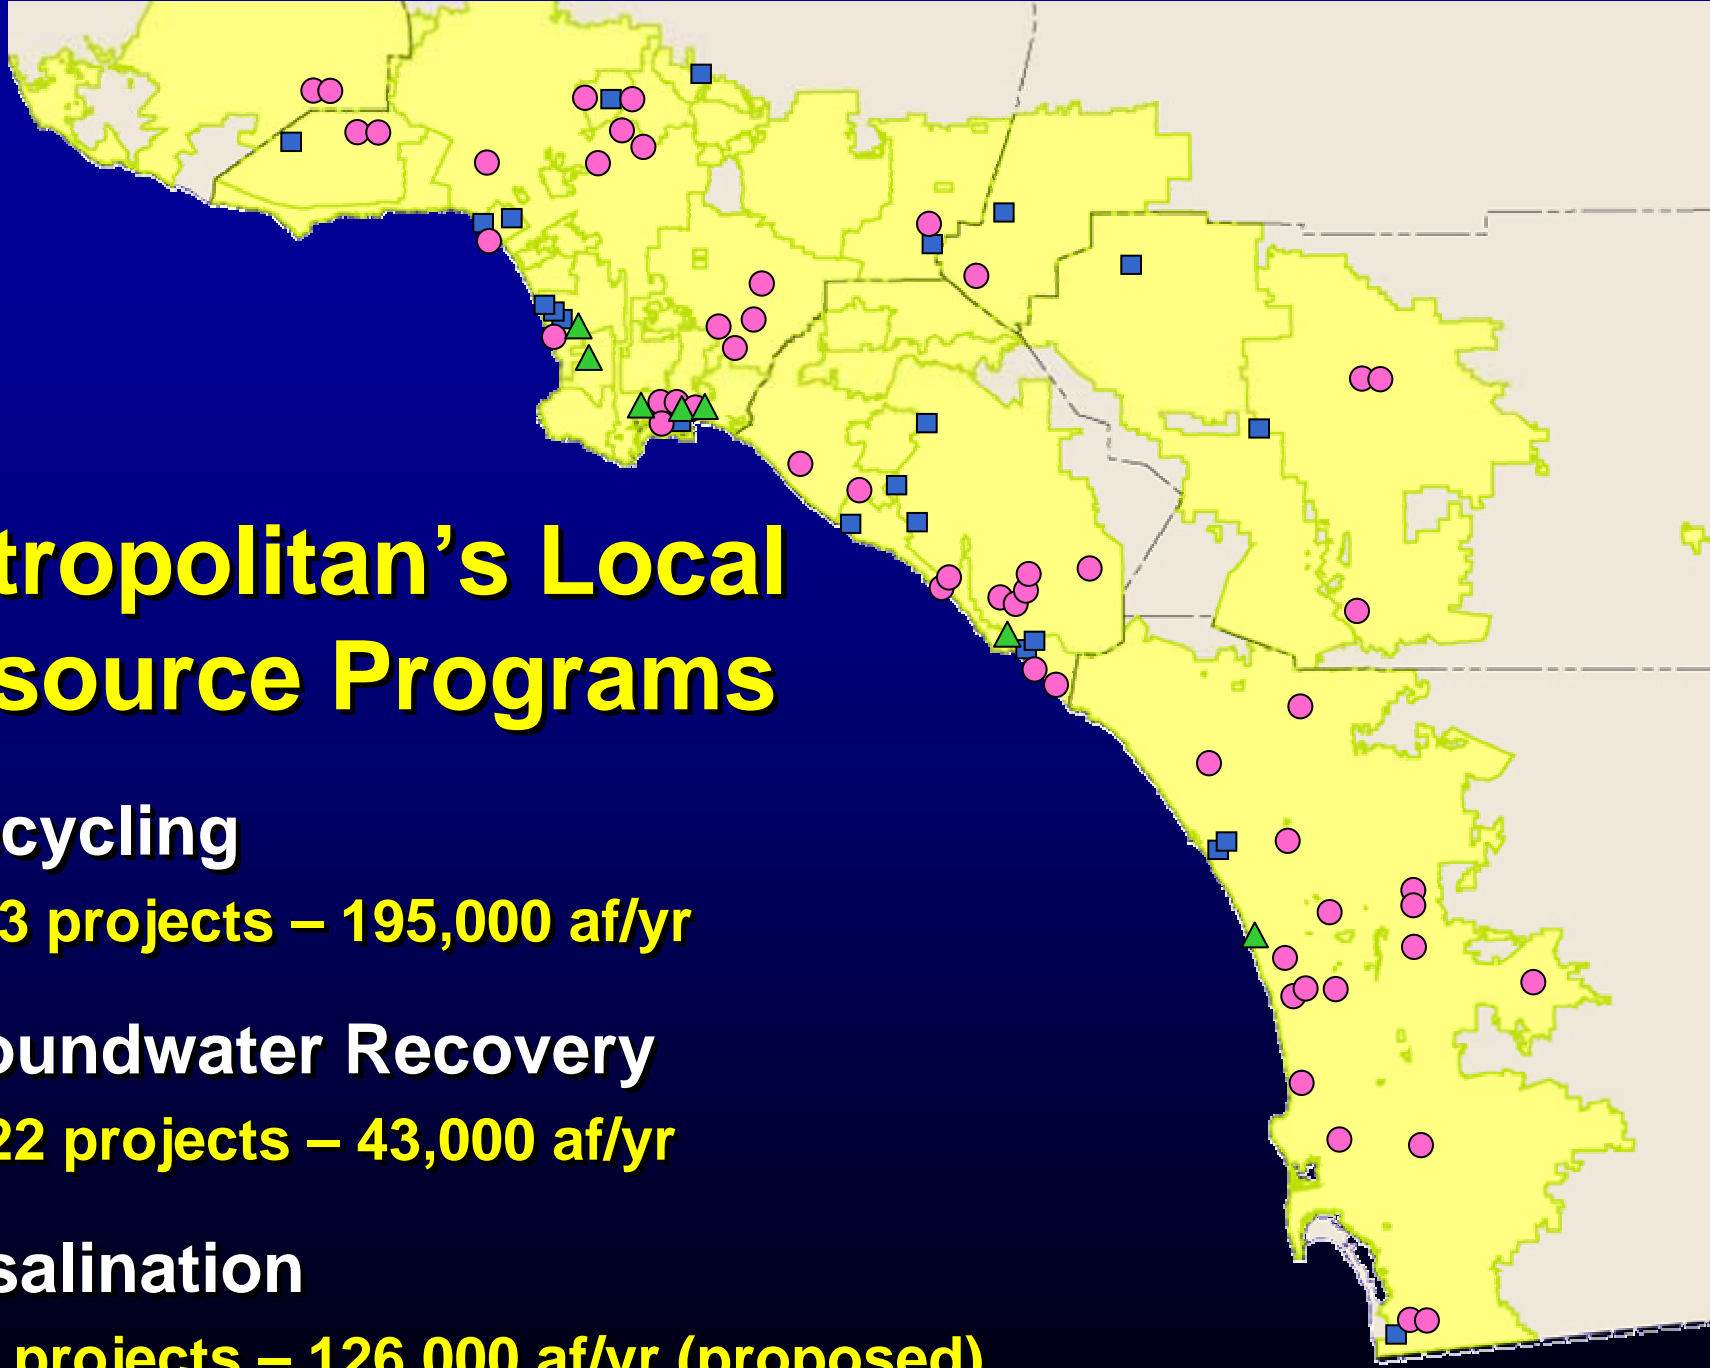 tropolitan’s Local
source Programs
cycling
3 projects – 195,000 af/yr
oundwater Recovery
22 projects – 43,000 af/yr
salination
projects – 126,000 af/yr (proposed)